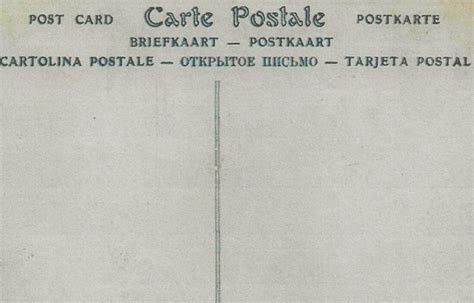 POST CARD Carte Postale POSTKARTE
BRIEFKAART — POSTKAART
CARTOLINA POSTALE — ОТКРЫТОЕ ПИСЬМО — TARJETA POSTAL